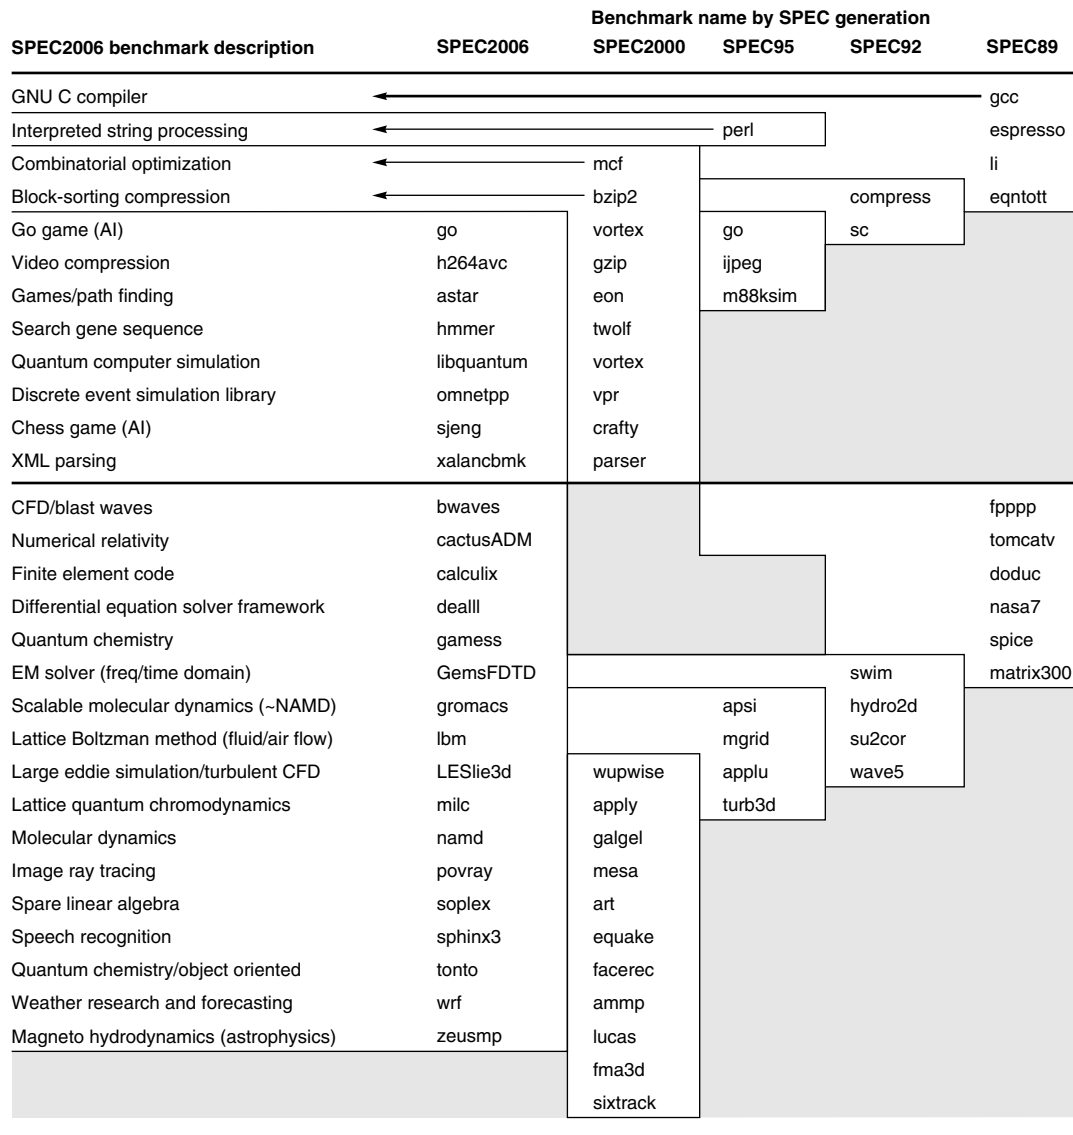 Benchmark name by SPEC generation
SPEC2006 benchmark description SPEC2006 SPEC2000 SPEC95 SPEC92 SPEC89
GNU C compiler gcc
Interpreted string processing perl espresso
Combinatorial optimization mcf li
Block-sorting compression bzip2 compress eqntott
Go game (AI) go vortex go sc
Video compression h264avc gzip ijpeg
Games/path finding astar eon m88ksim
Search gene sequence hmmer twolf
Quantum computer simulation libquantum vortex
Discrete event simulation library omnetpp vpr
Chess game (AI) sjeng crafty
XML parsing xalancbmk parser
CFD/blast waves bwaves fpppp
Numerical relativity cactusADM tomcatv
Finite element code calculix doduc
Differential equation solver framework dealll nasa7
Quantum chemistry gamess spice
EM solver (freq/time domain) GemsFDTD swim matrix300
Scalable molecular dynamics (~NAMD) gromacs apsi hydro2d
Lattice Boltzman method (fluid/air flow) lbm mgrid su2cor
Large eddie simulation/turbulent CFD LESlie3d wupwise applu wave5
Lattice quantum chromodynamics milc apply turb3d
Molecular dynamics namd galgel
Image ray tracing povray mesa
Spare linear algebra soplex art
Speech recognition sphinx3 equake
Quantum chemistry/object oriented tonto facerec
Weather research and forecasting wrf ammp
Magneto hydrodynamics (astrophysics) zeusmp lucas
fma3d
sixtrack